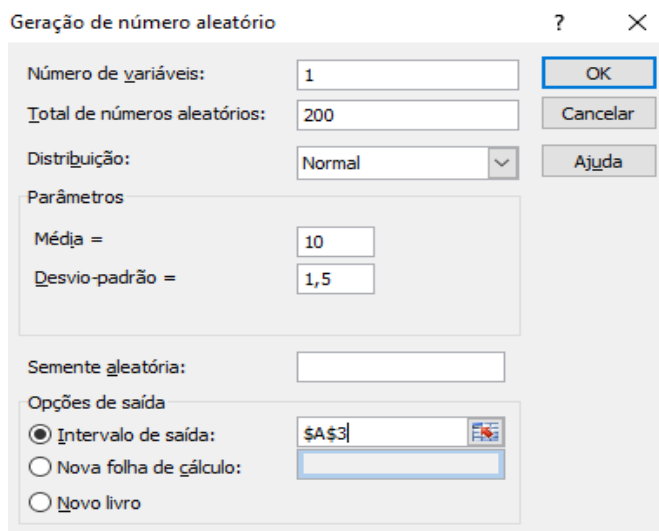 Geração de número aleatório ? ×
Número de variáveis: 1 OK
Total de números aleatórios: 200 Cancelar
Distribuição: Normal Ajuda
Parâmetros
Média = 10
Desvio-padrão = 1,5
Semente aleatória:
Opções de saída
Intervalo de saída: $A$3
Nova folha de cálculo:
Novo livro